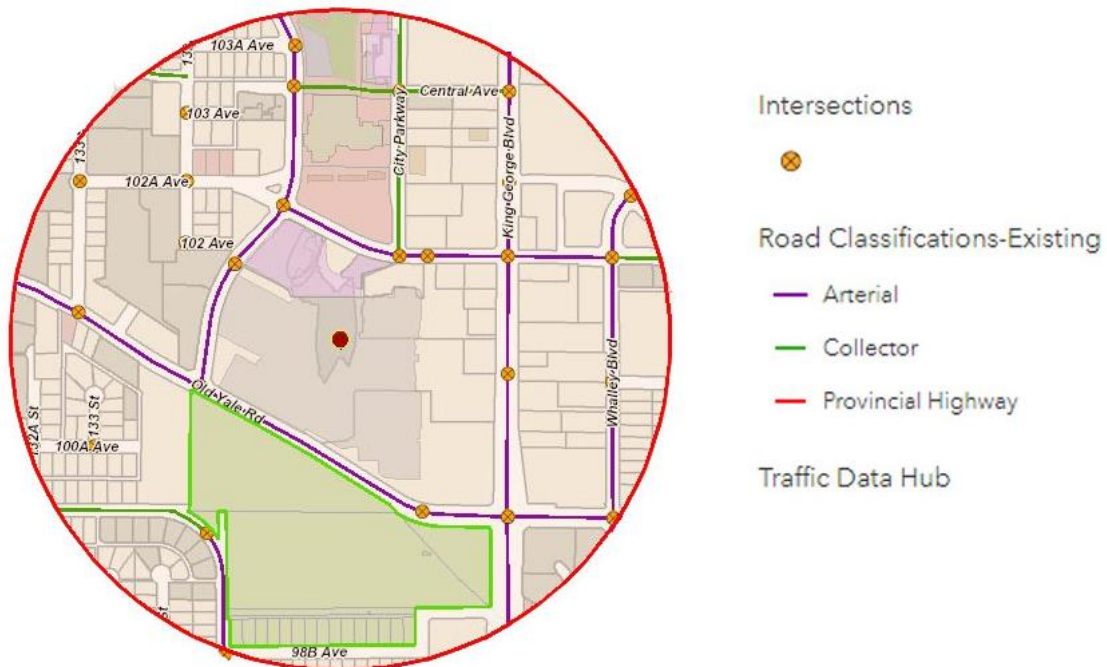 103A Ave
Central Ave
103 Ave
City Parkway
King George Blvd
102A Ave
102 Ave
Whalley Blvd
Old Yale Rd
132A St
133 St
100A Ave
98B Ave
Intersections
Road Classifications-Existing
Arterial
Collector
Provincial Highway
Traffic Data Hub